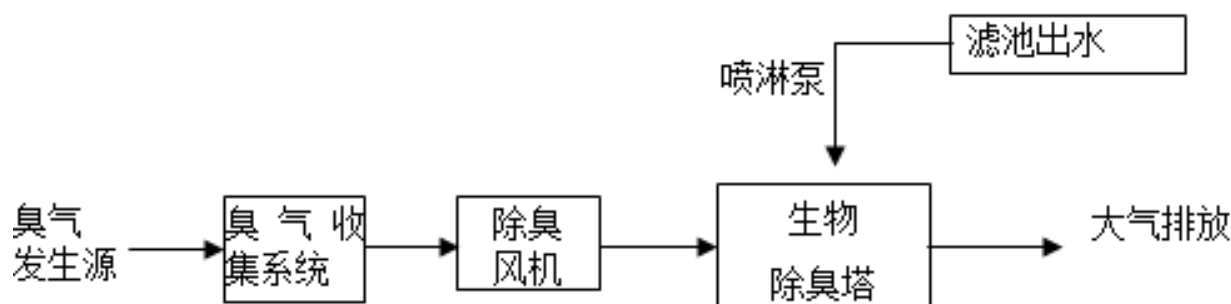 滤池出水
喷淋泵
臭气
发生源
臭气收
集系统
除臭
风机
生物
除臭塔
大气排放